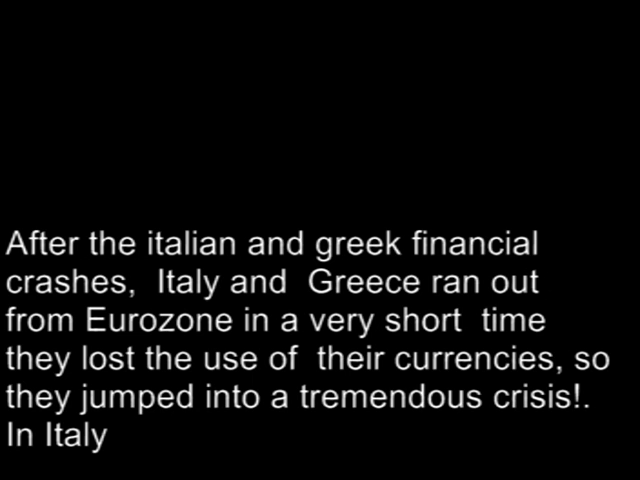 After the italian and greek financial
crashes,  Italy and  Greece ran out
from Eurozone in a very short  time
they lost the use of  their currencies, so
they jumped into a tremendous crisis!.
In Italy